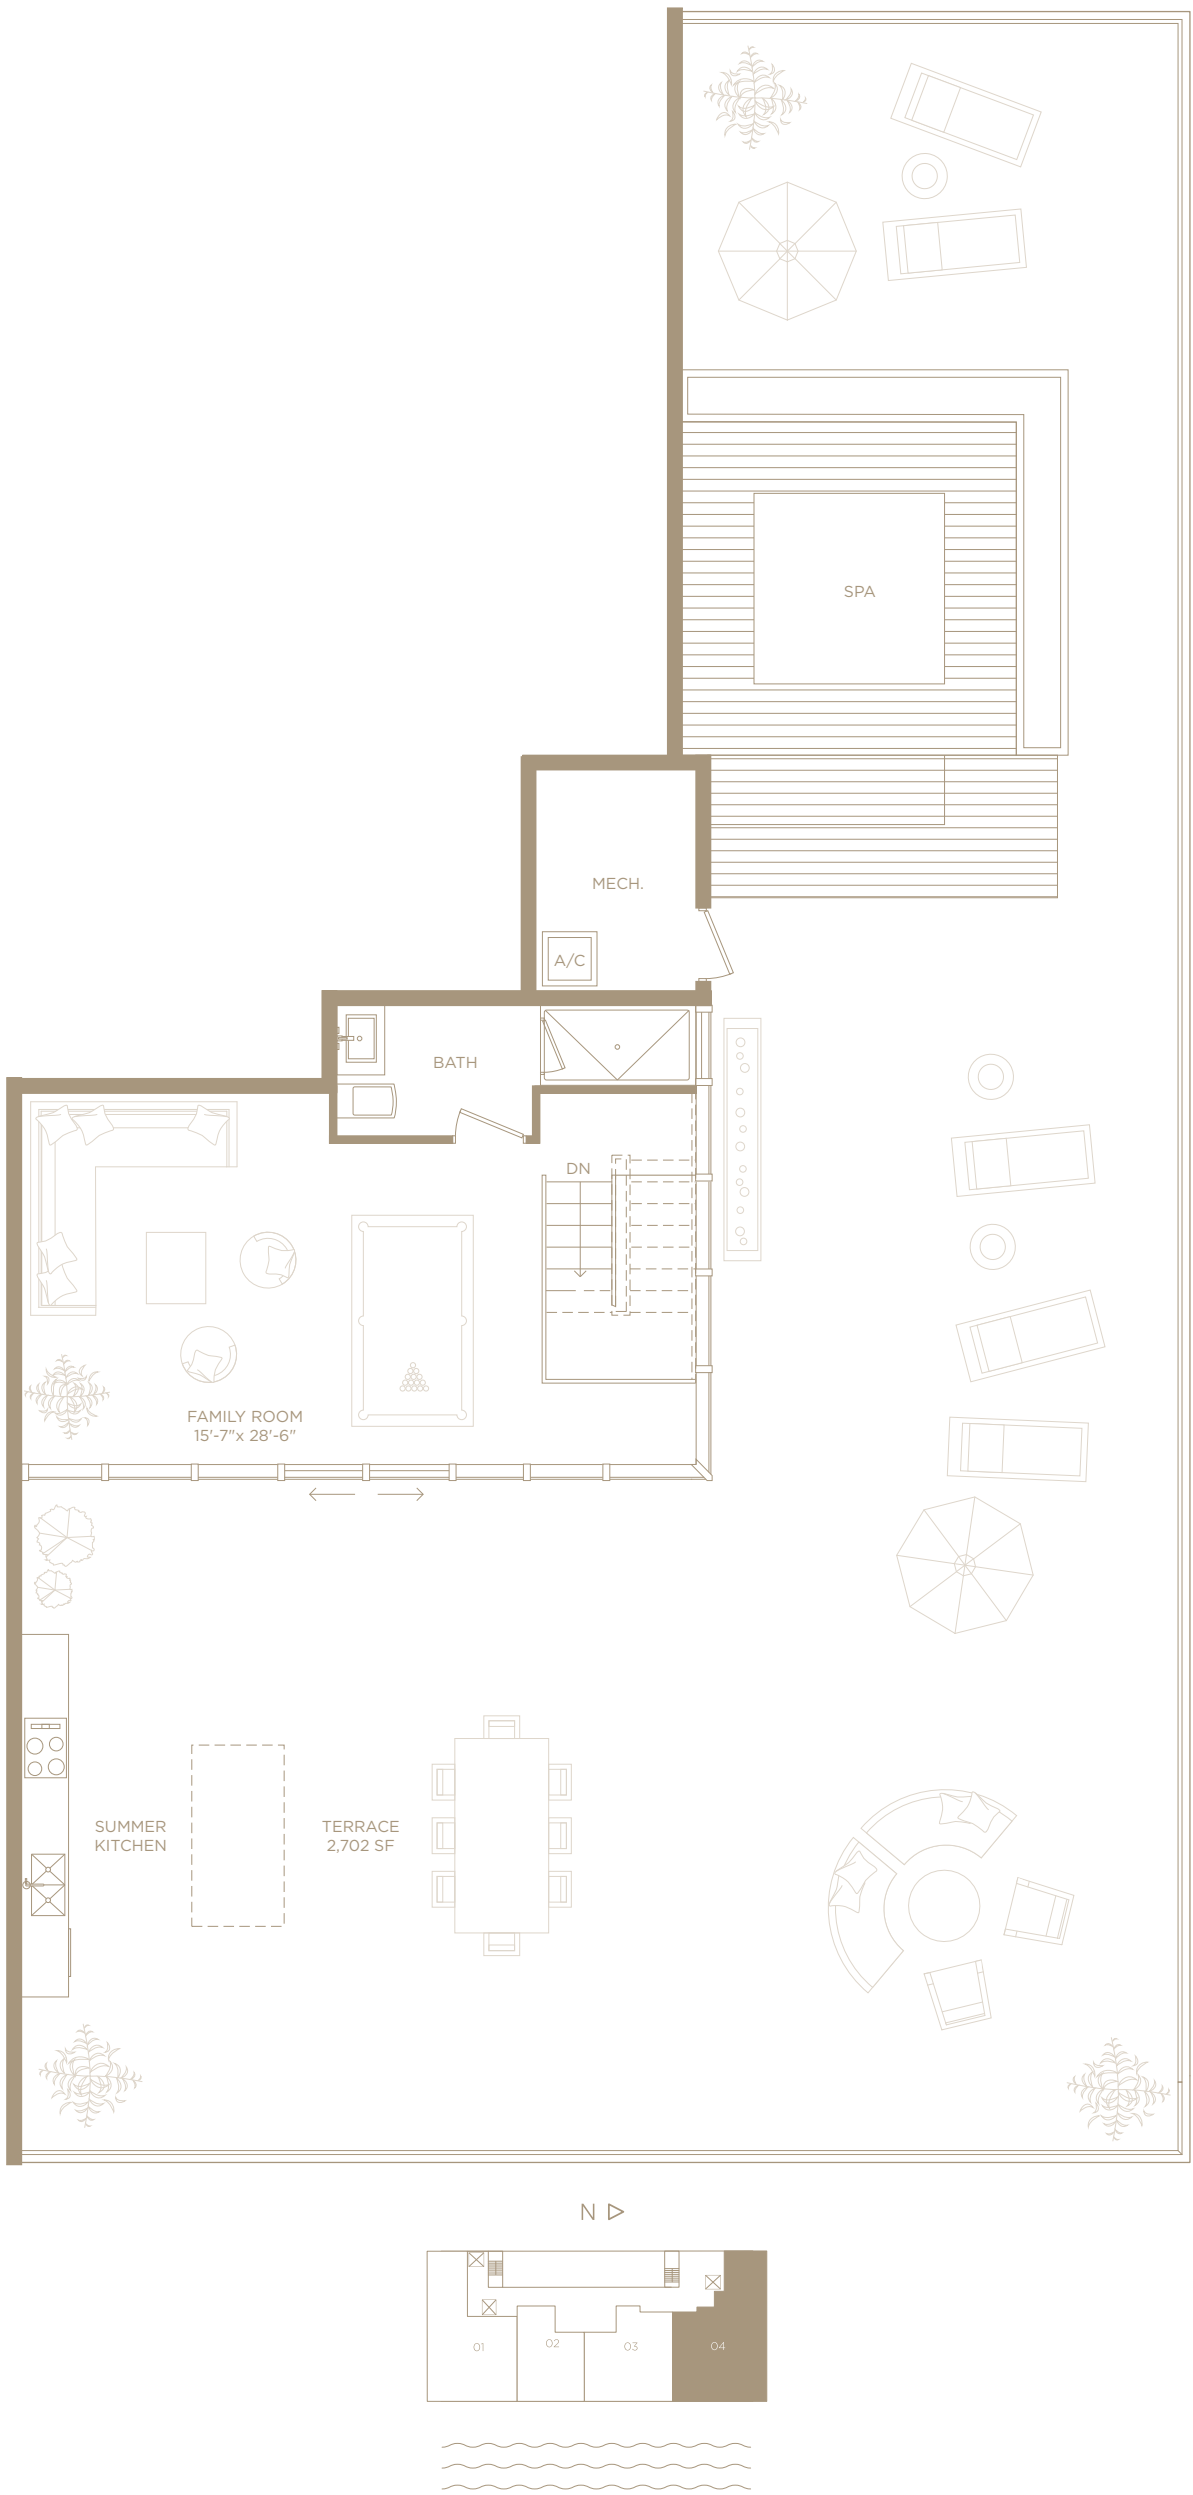 SPA
MECH.
A/C
BATH
DN
FAMILY ROOM
15'-7"x 28'-6"
SUMMER
KITCHEN
TERRACE
2,702 SF
N
01
02
03
04